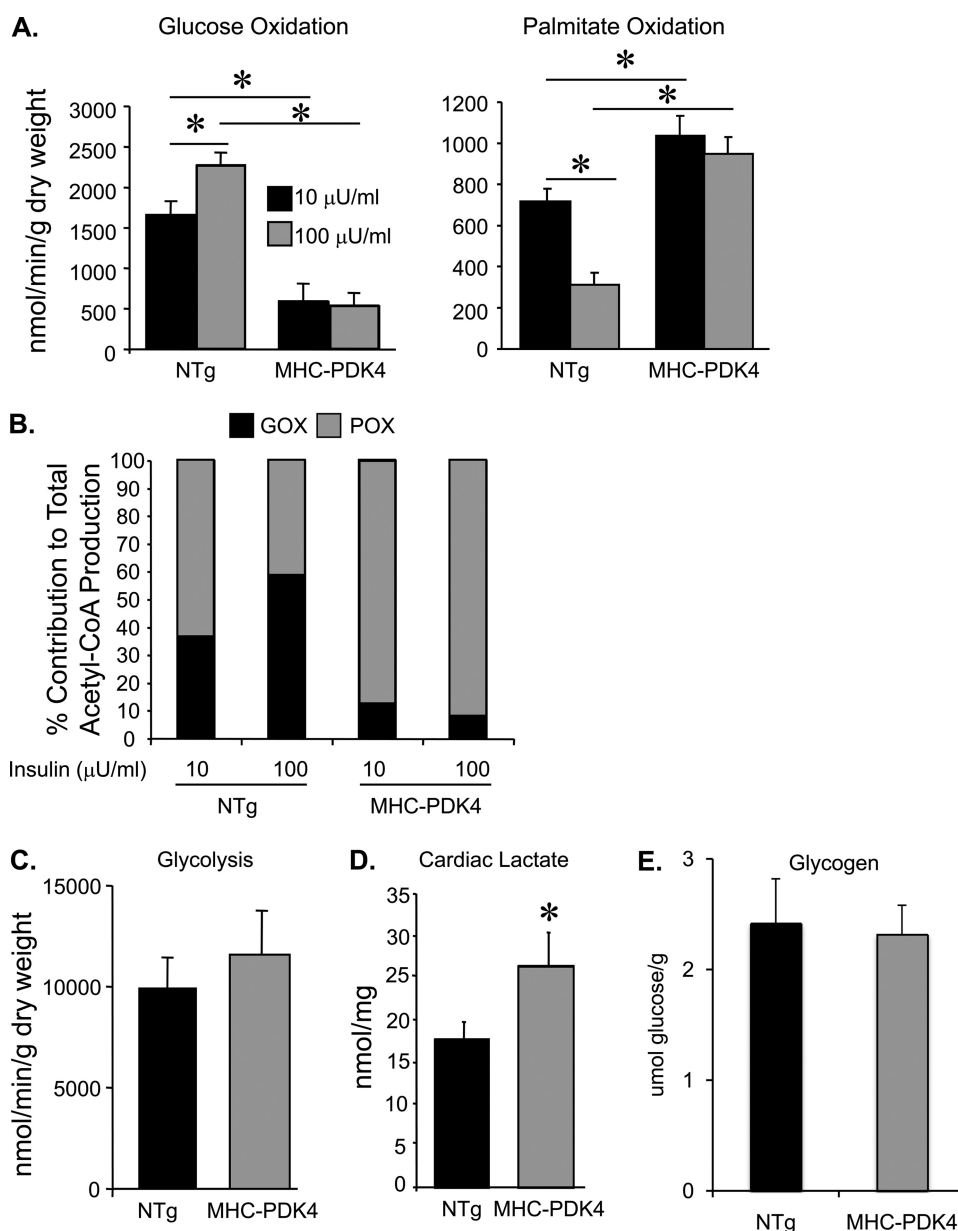 A.
Glucose Oxidation
Palmitate Oxidation
nmol/min/g dry weight
3000
2500
2000
1500
1000
500
0
*
*
*
10 µU/ml
100 µU/ml
NTg
MHC-PDK4
1200
1000
800
600
400
200
0
*
*
*
NTg
MHC-PDK4
B.
GOX
POX
% Contribution to Total
Acetyl-CoA Production
100
90
80
70
60
50
40
30
20
10
0
Insulin (µU/ml)
10
100
10
100
NTg
MHC-PDK4
C.
Glycolysis
nmol/min/g dry weight
15000
10000
5000
0
NTg
MHC-PDK4
D.
Cardiac Lactate
nmol/mg
35
30
25
20
15
10
5
0
*
NTg
MHC-PDK4
E.
Glycogen
umol glucose/g
3
2
1
0
NTg
MHC-PDK4